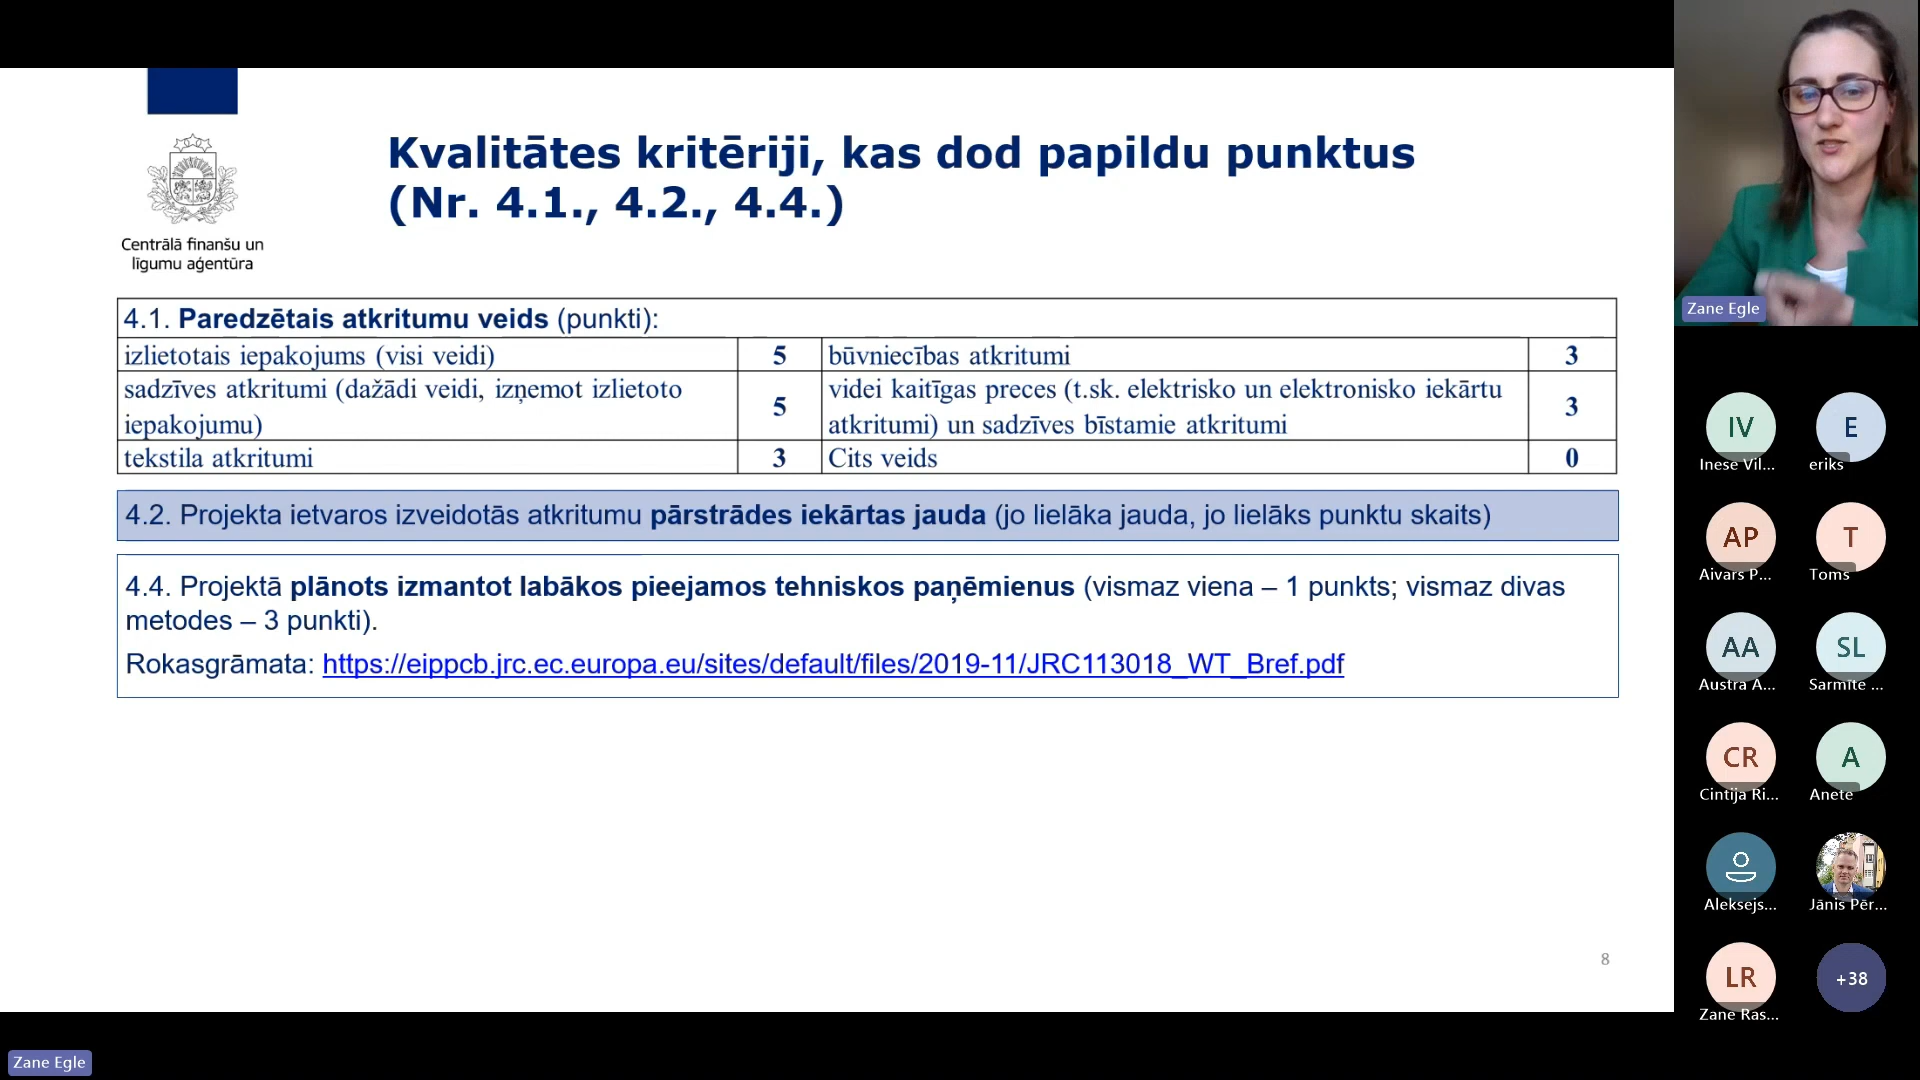 Kvalitātes kritēriji, kas dod papildu punktus
(Nr. 4.1., 4.2., 4.4.)
Centrālā finanšu un
līgumu aģentūra
4.1. Paredzētais atkritumu veids (punkti):
izlietotais iepakojums (visi veidi) 5 būvniecības atkritumi 3
sadzīves atkritumi (dažādi veidi, izņemot izlietoto
iepakojumu) 5 videi kaitīgas preces (t.sk. elektrisko un elektronisko iekārtu
atkritumi) un sadzīves bīstamie atkritumi 3
tekstila atkritumi 3 Cits veids 0
4.2. Projekta ietvaros izveidotās atkritumu pārstrādes iekārtas jauda (jo lielāka jauda, jo lielāks punktu skaits)
4.4. Projektā plānots izmantot labākos pieejamos tehniskos paņēmienus (vismaz viena – 1 punkts; vismaz divas
metodes – 3 punkti).
Rokasgrāmata: https://eippcb.jrc.ec.europa.eu/sites/default/files/2019-11/JRC113018_WT_Bref.pdf
8
Zane Egle
IV E
Inese Vil... eriks
AP T
Aivars P... Toms
AA SL
Austra A... Sarmīte ...
CR A
Cintija Ri... Anete
Aleksejs... Jānis Pēr...
LR +38
Zane Ras...
Zane Egle